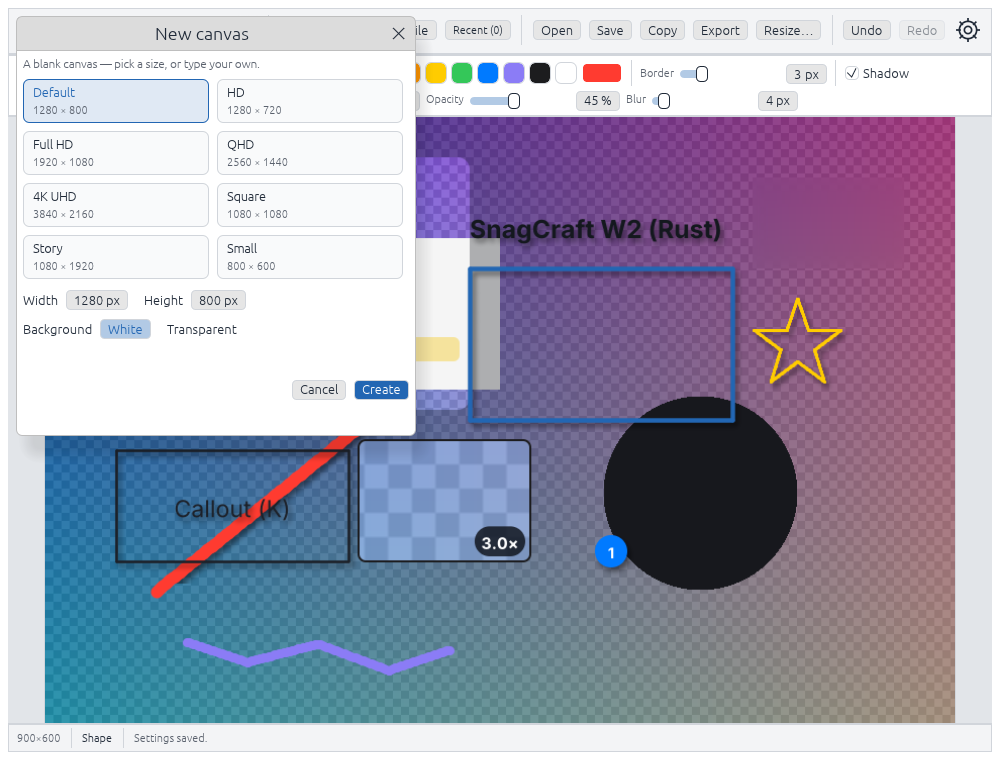 New canvas
ile
Recent (0)
Open
Save
Copy
Export
Resize…
Undo
Redo
A blank canvas — pick a size, or type your own.
Border
3 px
Shadow
Opacity
45 %
Blur
4 px
Default
1280 × 800
HD
1280 × 720
Full HD
1920 × 1080
QHD
2560 × 1440
4K UHD
3840 × 2160
Square
1080 × 1080
Story
1080 × 1920
Small
800 × 600
Width 1280 px Height 800 px
Background White Transparent
Cancel Create
SnagCraft W2 (Rust)
Callout (K)
3.0×
1
900×600 Shape Settings saved.